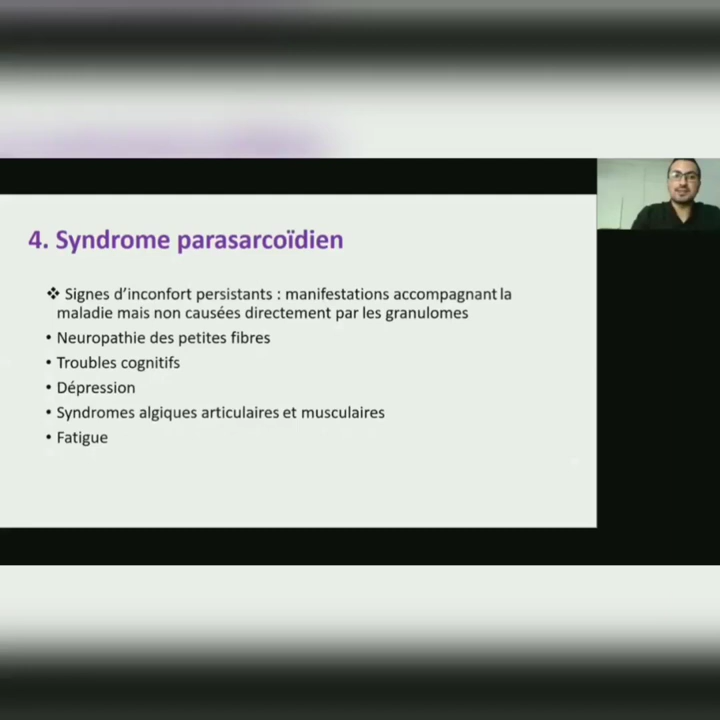 4. Syndrome parasarcoïdien
❖ Signes d'inconfort persistants : manifestations accompagnant la
maladie mais non causées directement par les granulomes
• Neuropathie des petites fibres
• Troubles cognitifs
• Dépression
• Syndromes algiques articulaires et musculaires
• Fatigue